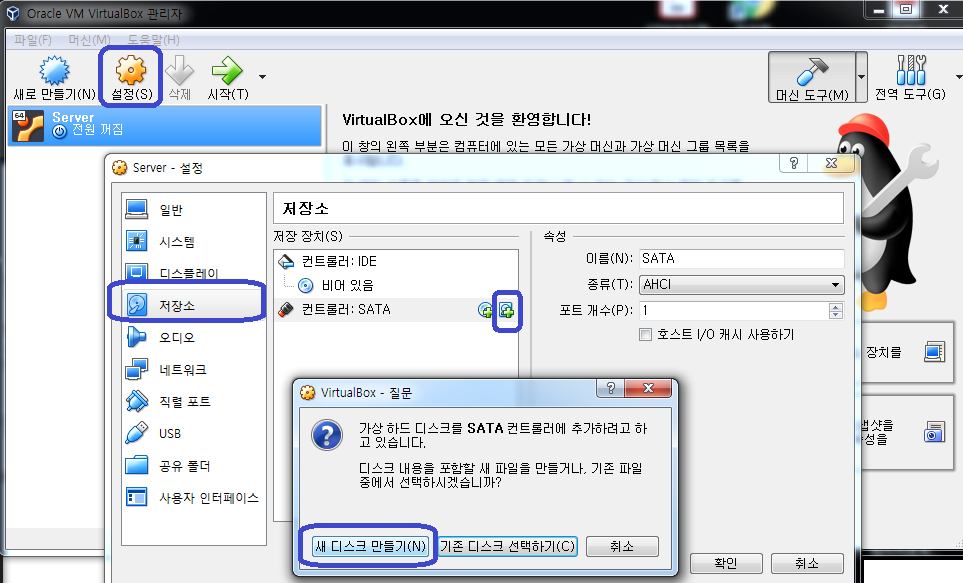 Oracle VM VirtualBox 관리자
파일(F) 머신(M) 도움말(H)
새로 만들기(N) 설정(S) 삭제 시작(T) 머신 도구(M) 전역 도구(G)
64
Server
전원 꺼짐
VirtualBox에 오신 것을 환영합니다!
이 창의 왼쪽 부분은 컴퓨터에 있는 모든 가상 머신과 가상 머신 그룹 목록을
Server - 설정
일반
시스템
디스플레이
저장소
오디오
네트워크
직렬 포트
USB
공유 폴더
사용자 인터페이스
저장소
저장 장치(S)
컨트롤러: IDE
비어 있음
컨트롤러: SATA
속성
이름(N): SATA
종류(T): AHCI
포트 개수(P): 1
호스트 I/O 캐시 사용하기
장치를
VirtualBox - 질문
가상 하드 디스크를 SATA 컨트롤러에 추가하려고 하
고 있습니다.
디스크 내용을 포함할 새 파일을 만들거나, 기존 파일
중에서 선택하시겠습니까?
새 디스크 만들기(N) 기존 디스크 선택하기(C) 취소
확인 취소